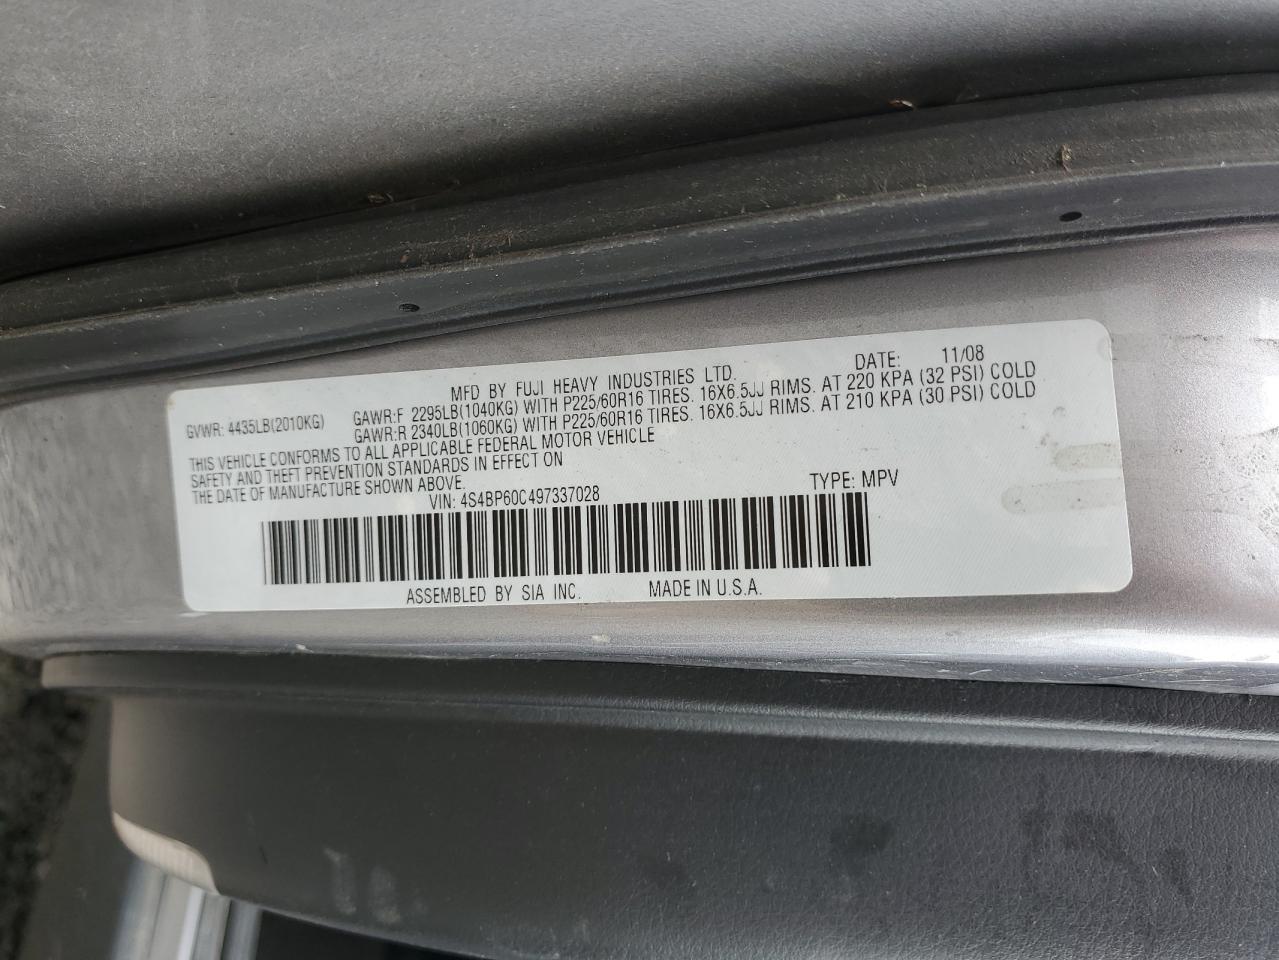 MFD BY FUJI HEAVY INDUSTRIES LTD. DATE: 11/08
GVWR: 4435LB(2010KG) GAWR:F 2295LB(1040KG) WITH P225/60R16 TIRES. 16X6.5JJ RIMS. AT 220 KPA (32 PSI) COLD
GAWR:R 2340LB(1060KG) WITH P225/60R16 TIRES. 16X6.5JJ RIMS. AT 210 KPA (30 PSI) COLD
THIS VEHICLE CONFORMS TO ALL APPLICABLE FEDERAL MOTOR VEHICLE
SAFETY AND THEFT PREVENTION STANDARDS IN EFFECT ON
THE DATE OF MANUFACTURE SHOWN ABOVE.
VIN: 4S4BP60C497337028 TYPE: MPV
ASSEMBLED BY SIA INC. MADE IN U.S.A.